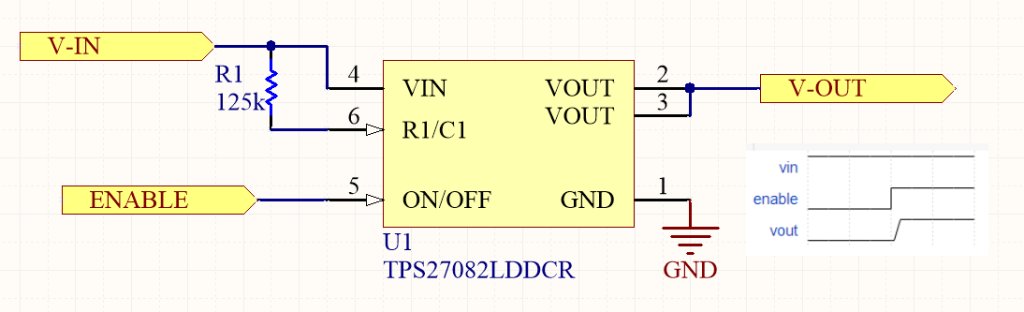 V-IN
R1
125k
4
VIN
VOUT
2
V-OUT
VOUT
3
6
R1/C1
vin
ENABLE
5
ON/OFF
GND
1
enable
vout
U1
TPS27082LDDCR
GND